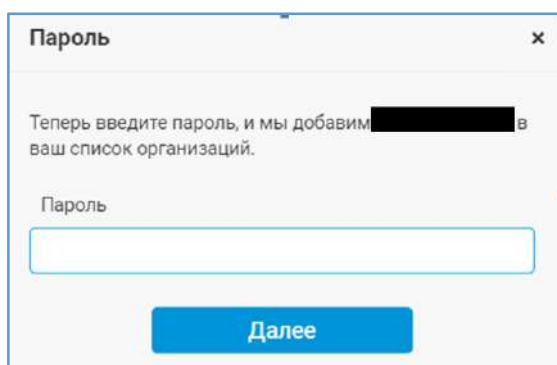 Пароль ×
Теперь введите пароль, и мы добавим в
ваш список организаций.
Пароль
Далее